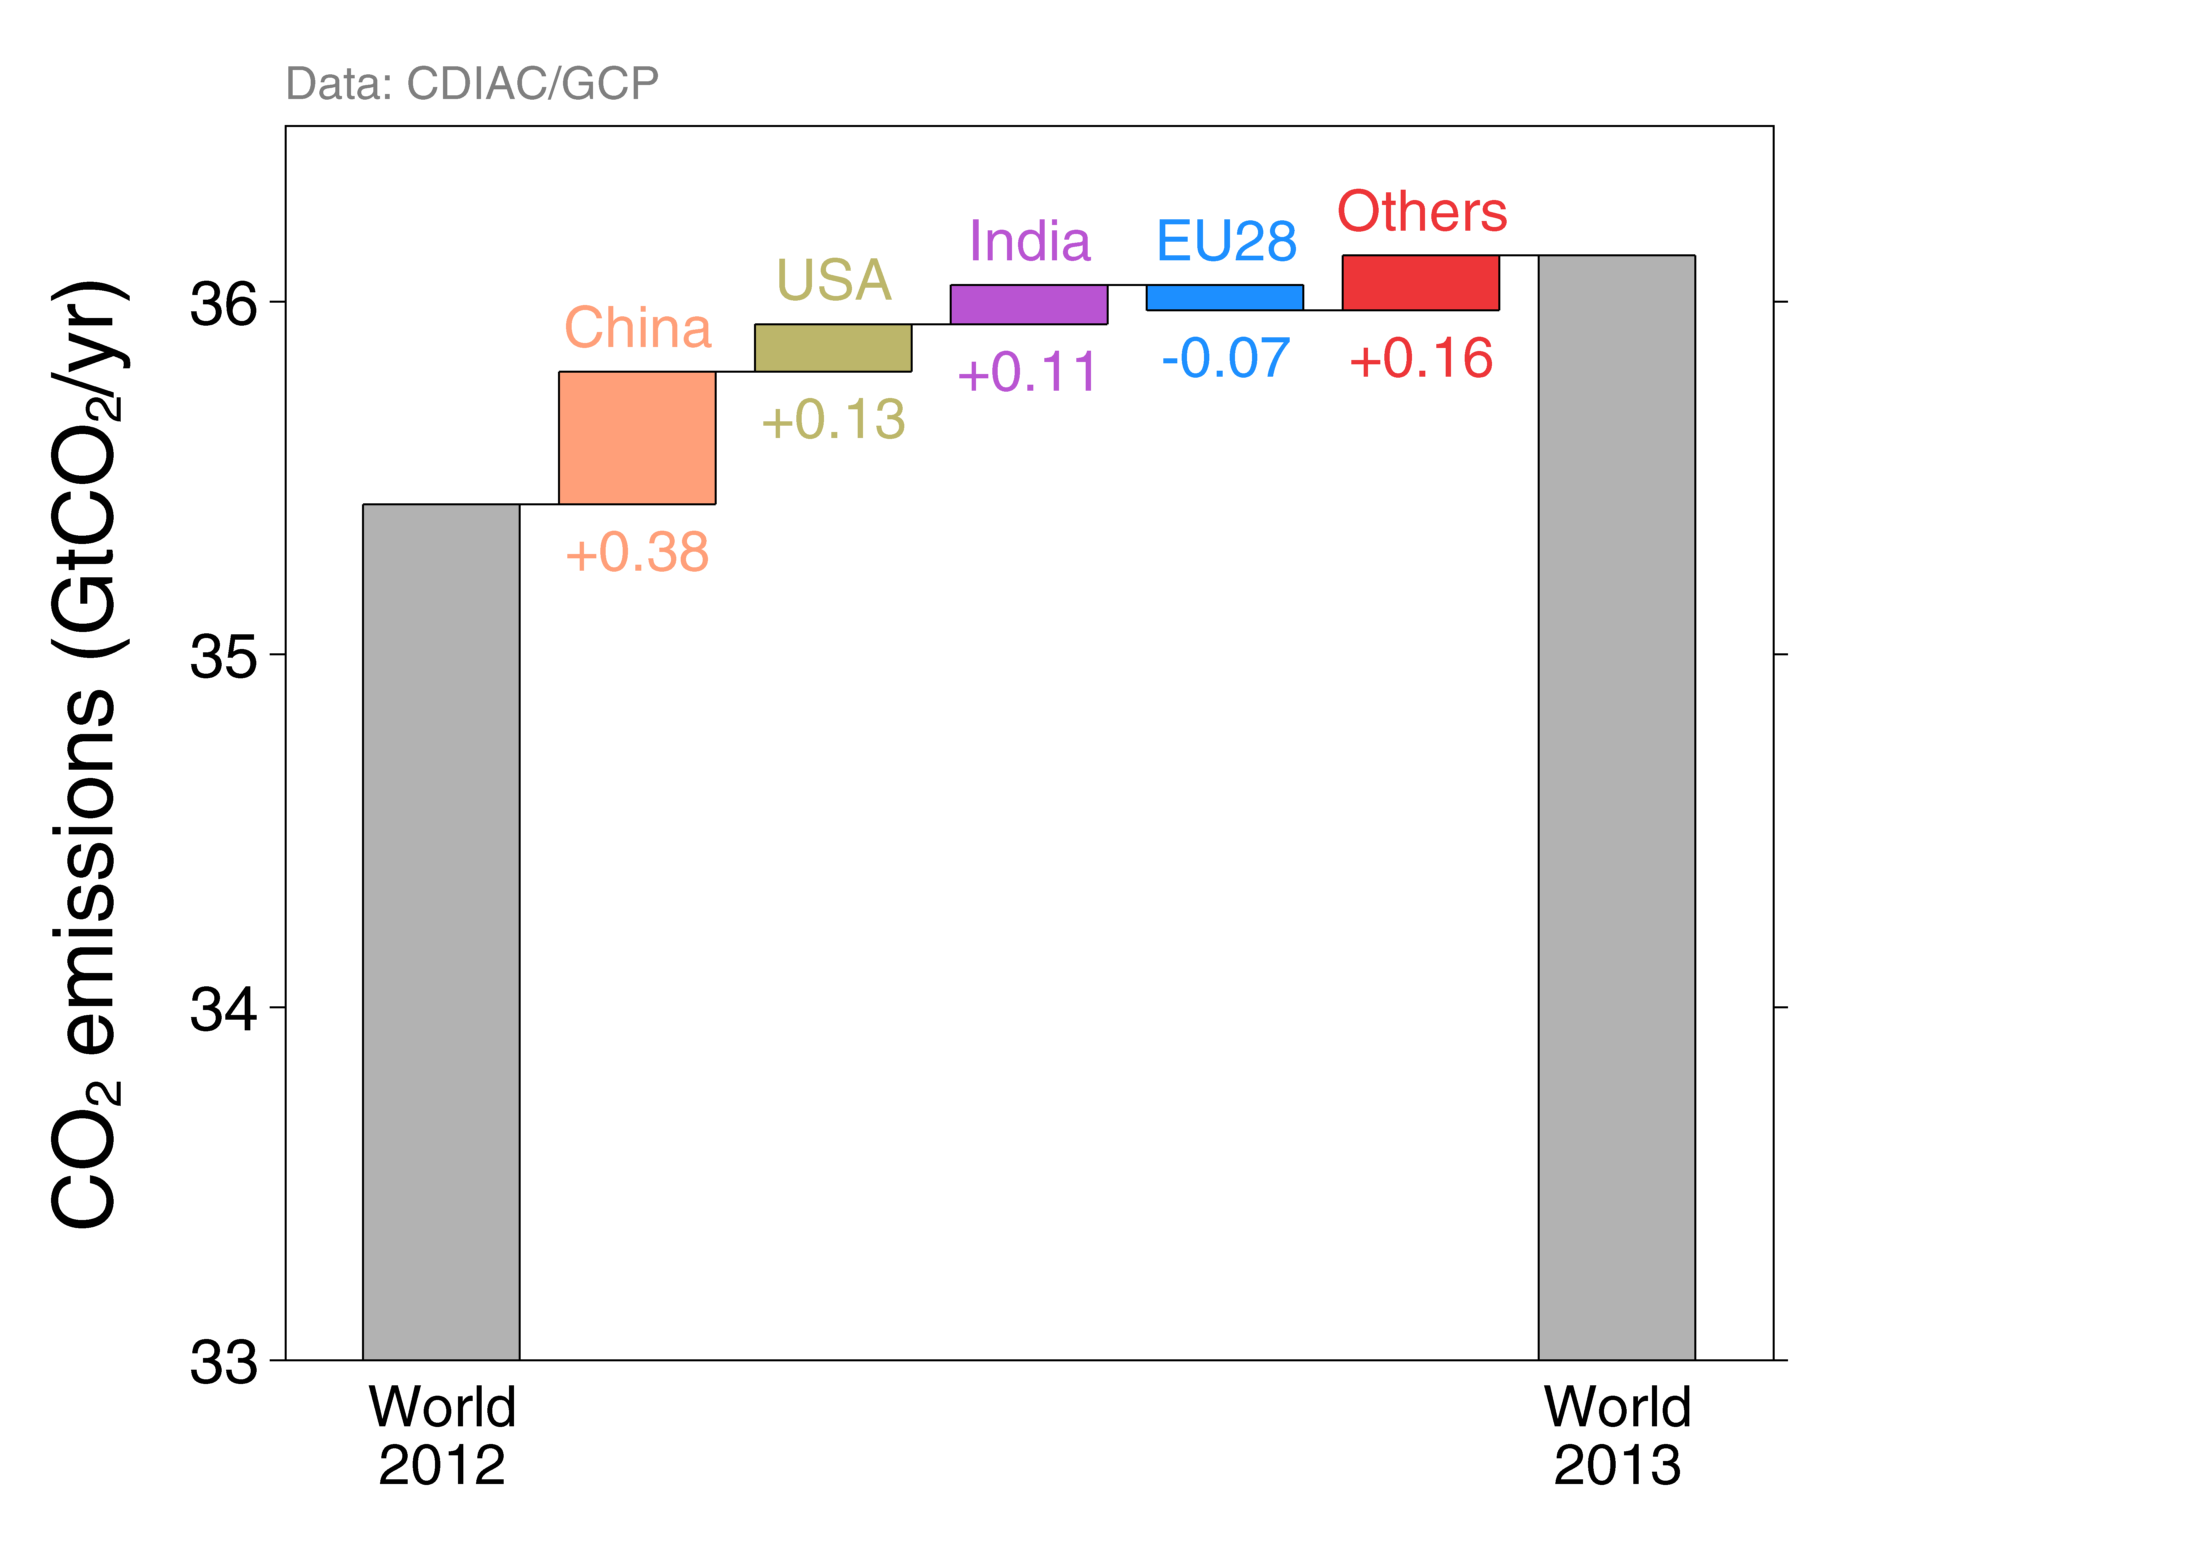 Data: CDIAC/GCP
CO₂ emissions (GtCO₂/yr)
36
35
34
33
China
+0.38
USA
+0.13
India
+0.11
EU28
-0.07
Others
+0.16
World
2012
World
2013